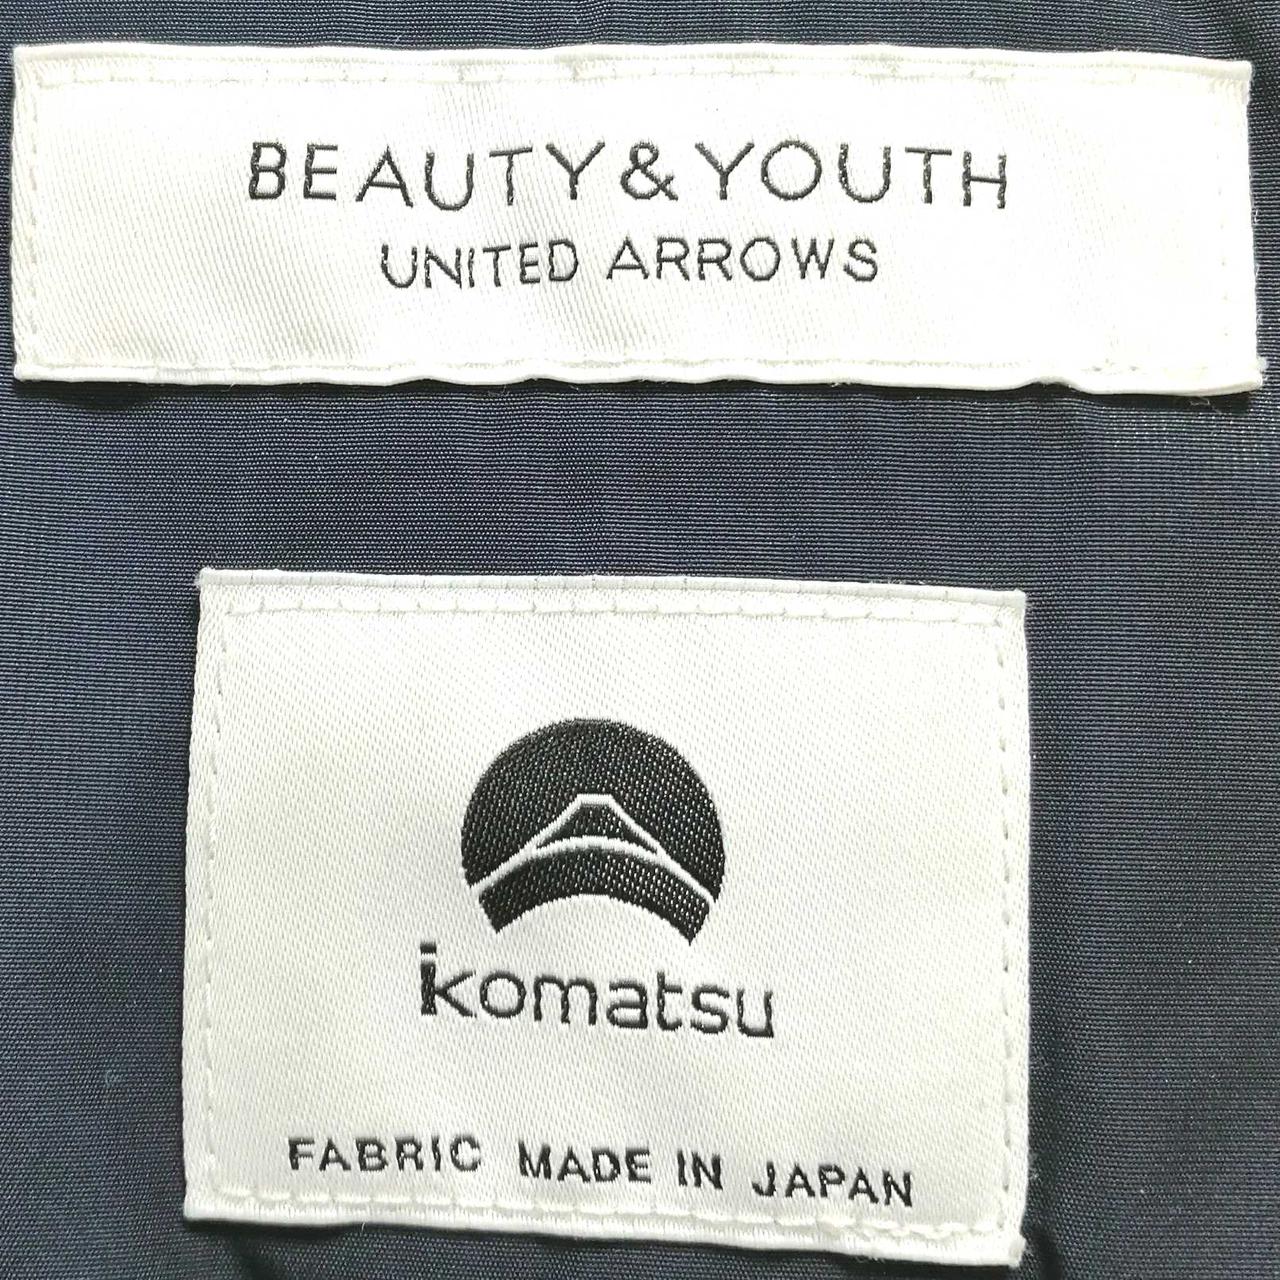 BEAUTY&YOUTH
UNITED ARROWS
komatsu
FABRIC MADE IN JAPAN